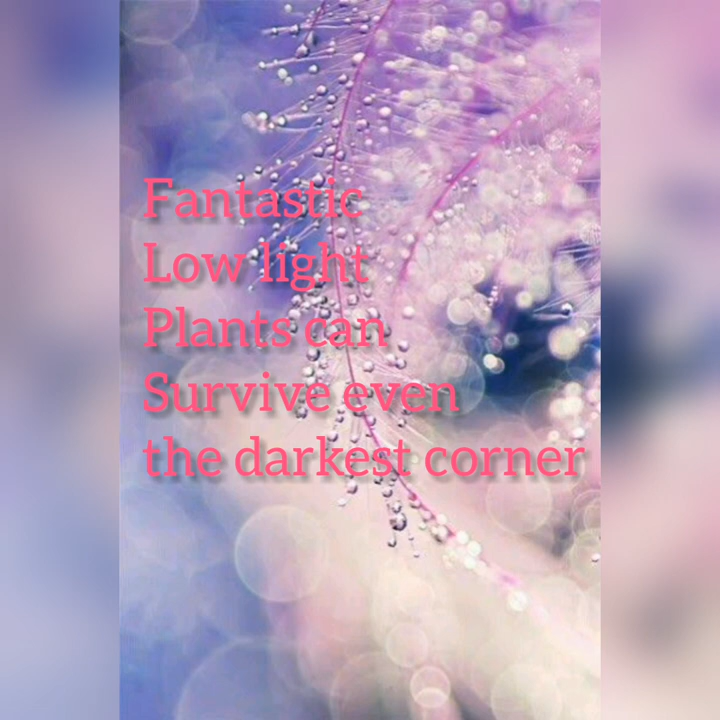 Fantastic
Low light
Plants can
Survive even
the darkest corner